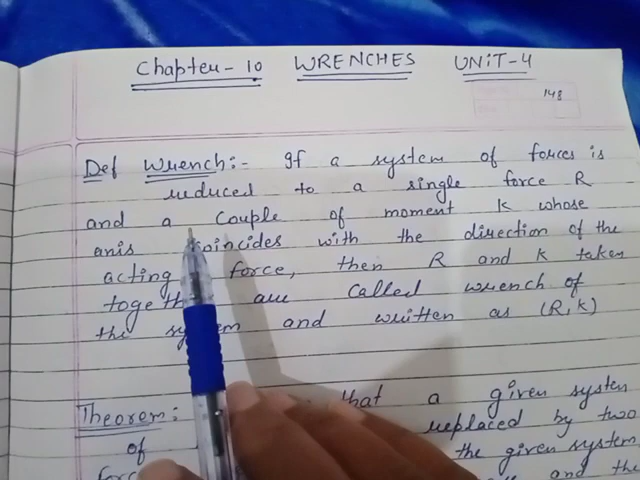 Chapter - 10 WRENCHES UNIT-4
148
Def Wrench:- If a system of forces is
reduced to a single force R
and a couple of moment K whose
axis coincides with the direction of the
acting force, then R and K taken
together are called wrench of
the system and written as (R, K)
Theorem: that a given system
of replaced by two
the given system
and the